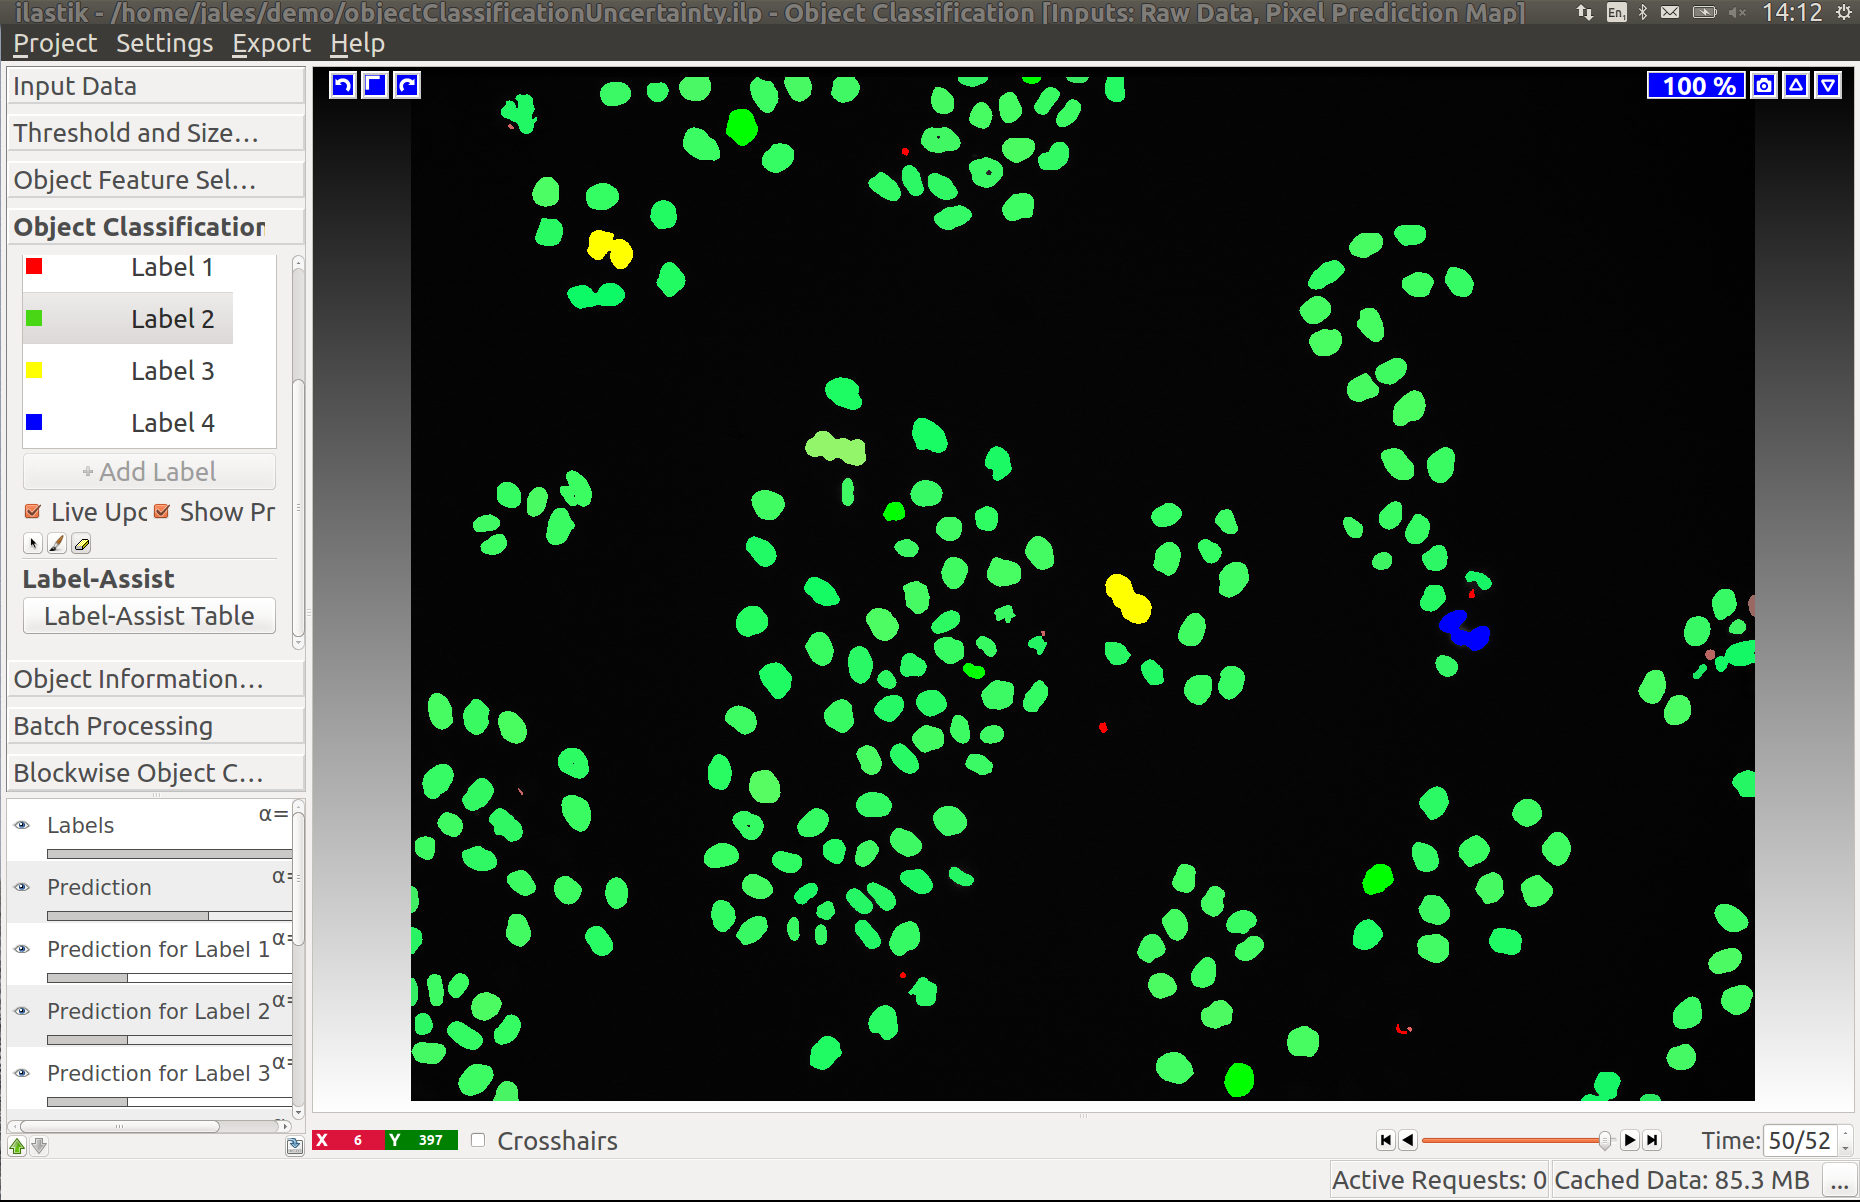 ilastik - /home/jales/demo/objectClassificationUncertainty.ilp - Object Classification [Inputs: Raw Data, Pixel Prediction Map]
En1
14:12
Project Settings Export Help
Input Data
Threshold and Size...
Object Feature Sel...
Object Classification
Label 1
Label 2
Label 3
Label 4
+ Add Label
Live Upd
Show Pr
Label-Assist
Label-Assist Table
Object Information...
Batch Processing
Blockwise Object C...
Labels α=
Prediction α=
Prediction for Label 1 α=
Prediction for Label 2 α=
Prediction for Label 3 α=
100 %
X 6 Y 397
Crosshairs
Time: 50/52
Active Requests: 0
Cached Data: 85.3 MB
...